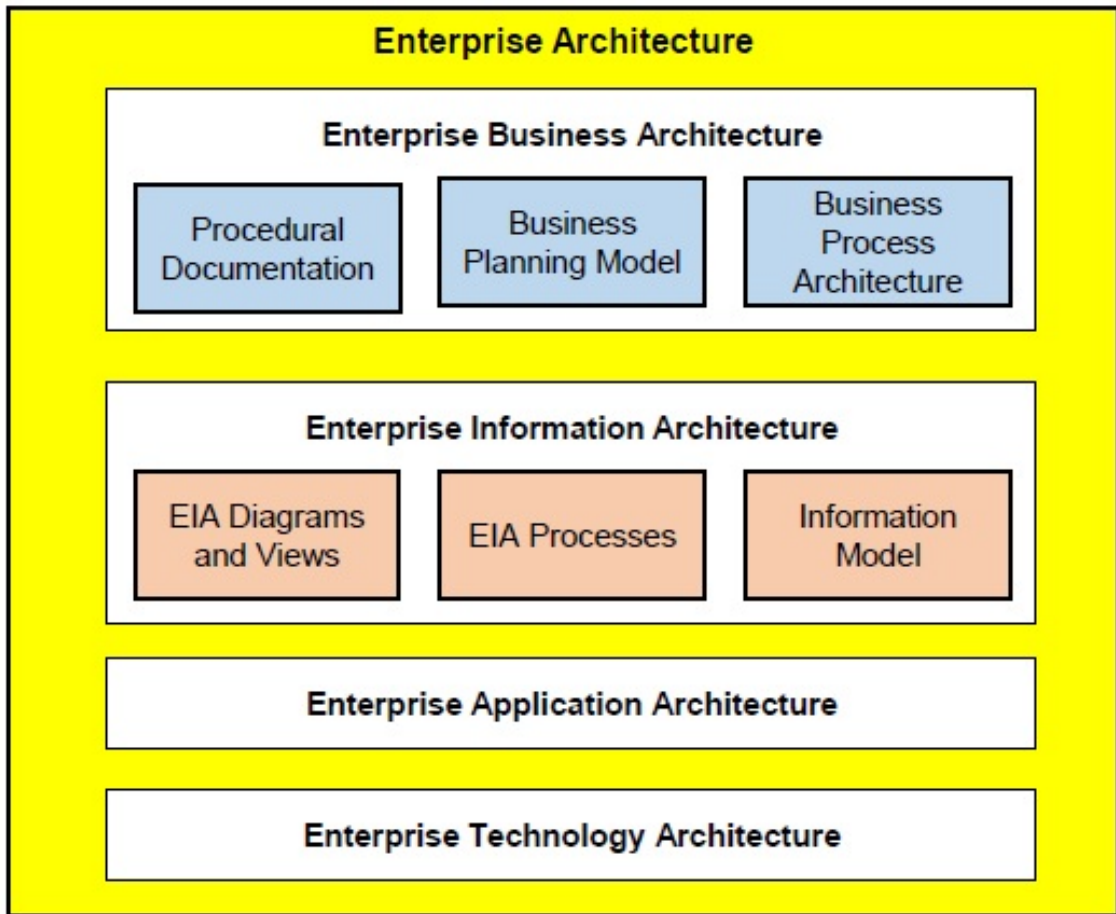 Enterprise Architecture
Enterprise Business Architecture
Procedural
Documentation
Business
Planning Model
Business
Process
Architecture
Enterprise Information Architecture
EIA Diagrams
and Views
EIA Processes
Information
Model
Enterprise Application Architecture
Enterprise Technology Architecture